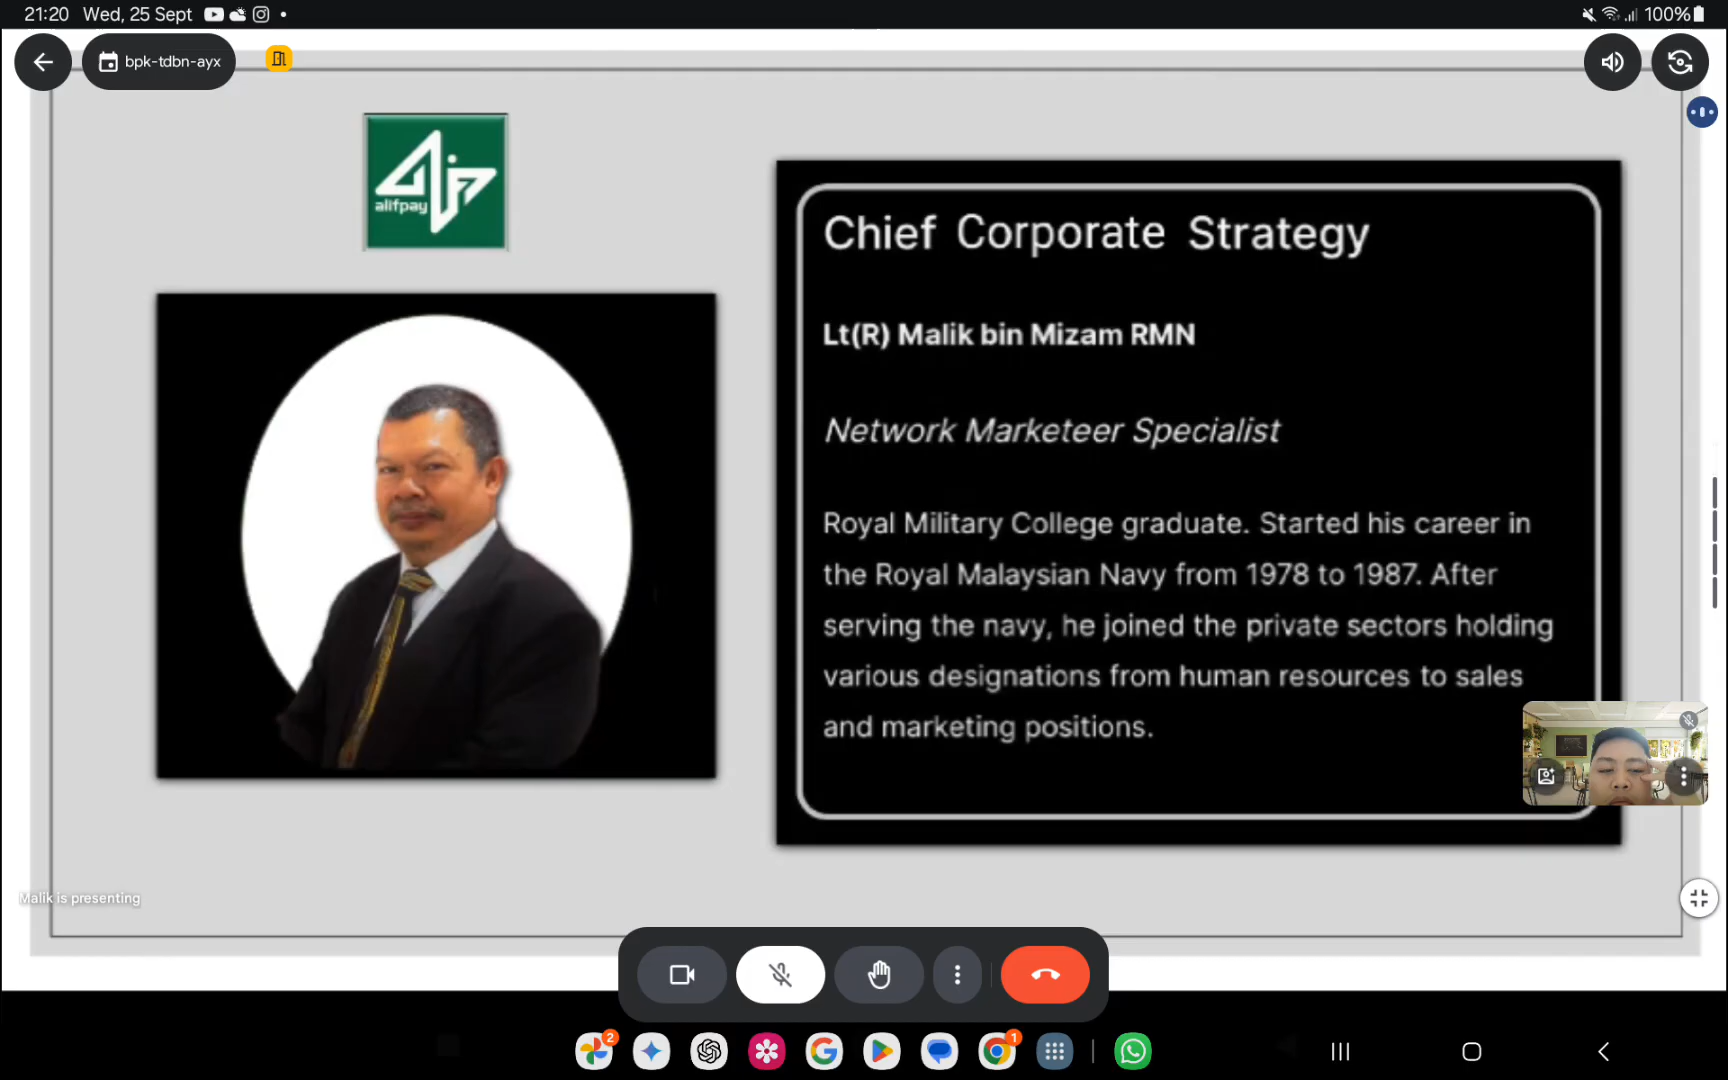 21:20 Wed, 25 Sept
100%
bpk-tdbn-ayx
alifpay
Chief Corporate Strategy
Lt(R) Malik bin Mizam RMN
Network Marketeer Specialist
Royal Military College graduate. Started his career in
the Royal Malaysian Navy from 1978 to 1987. After
serving the navy, he joined the private sectors holding
various designations from human resources to sales
and marketing positions.
Malik is presenting
2
1